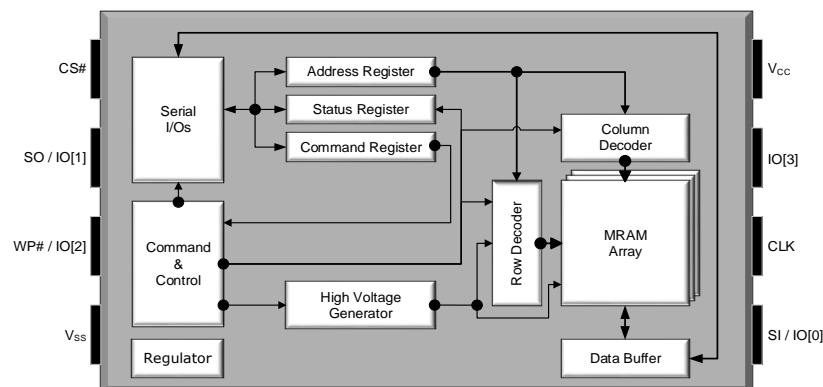 CS#
SO / IO[1]
WP# / IO[2]
VSS
Serial
I/Os
Command
&
Control
Regulator
Address Register
Status Register
Command Register
High Voltage
Generator
Row Decoder
Column
Decoder
MRAM
Array
Data Buffer
VCC
IO[3]
CLK
SI / IO[0]